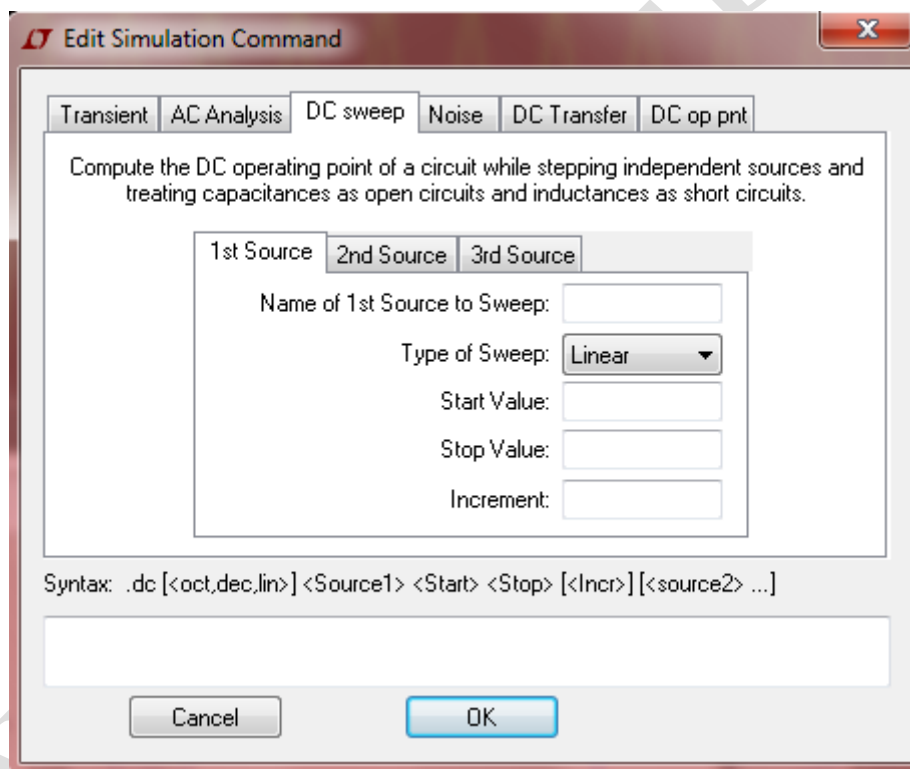 Edit Simulation Command
Transient AC Analysis DC sweep Noise DC Transfer DC op pnt
Compute the DC operating point of a circuit while stepping independent sources and
treating capacitances as open circuits and inductances as short circuits.
1st Source 2nd Source 3rd Source
Name of 1st Source to Sweep:
Type of Sweep: Linear
Start Value:
Stop Value:
Increment:
Syntax: .dc [<oct,dec,lin>] <Source1> <Start> <Stop> [<Incr>] [<source2> ...]
Cancel OK